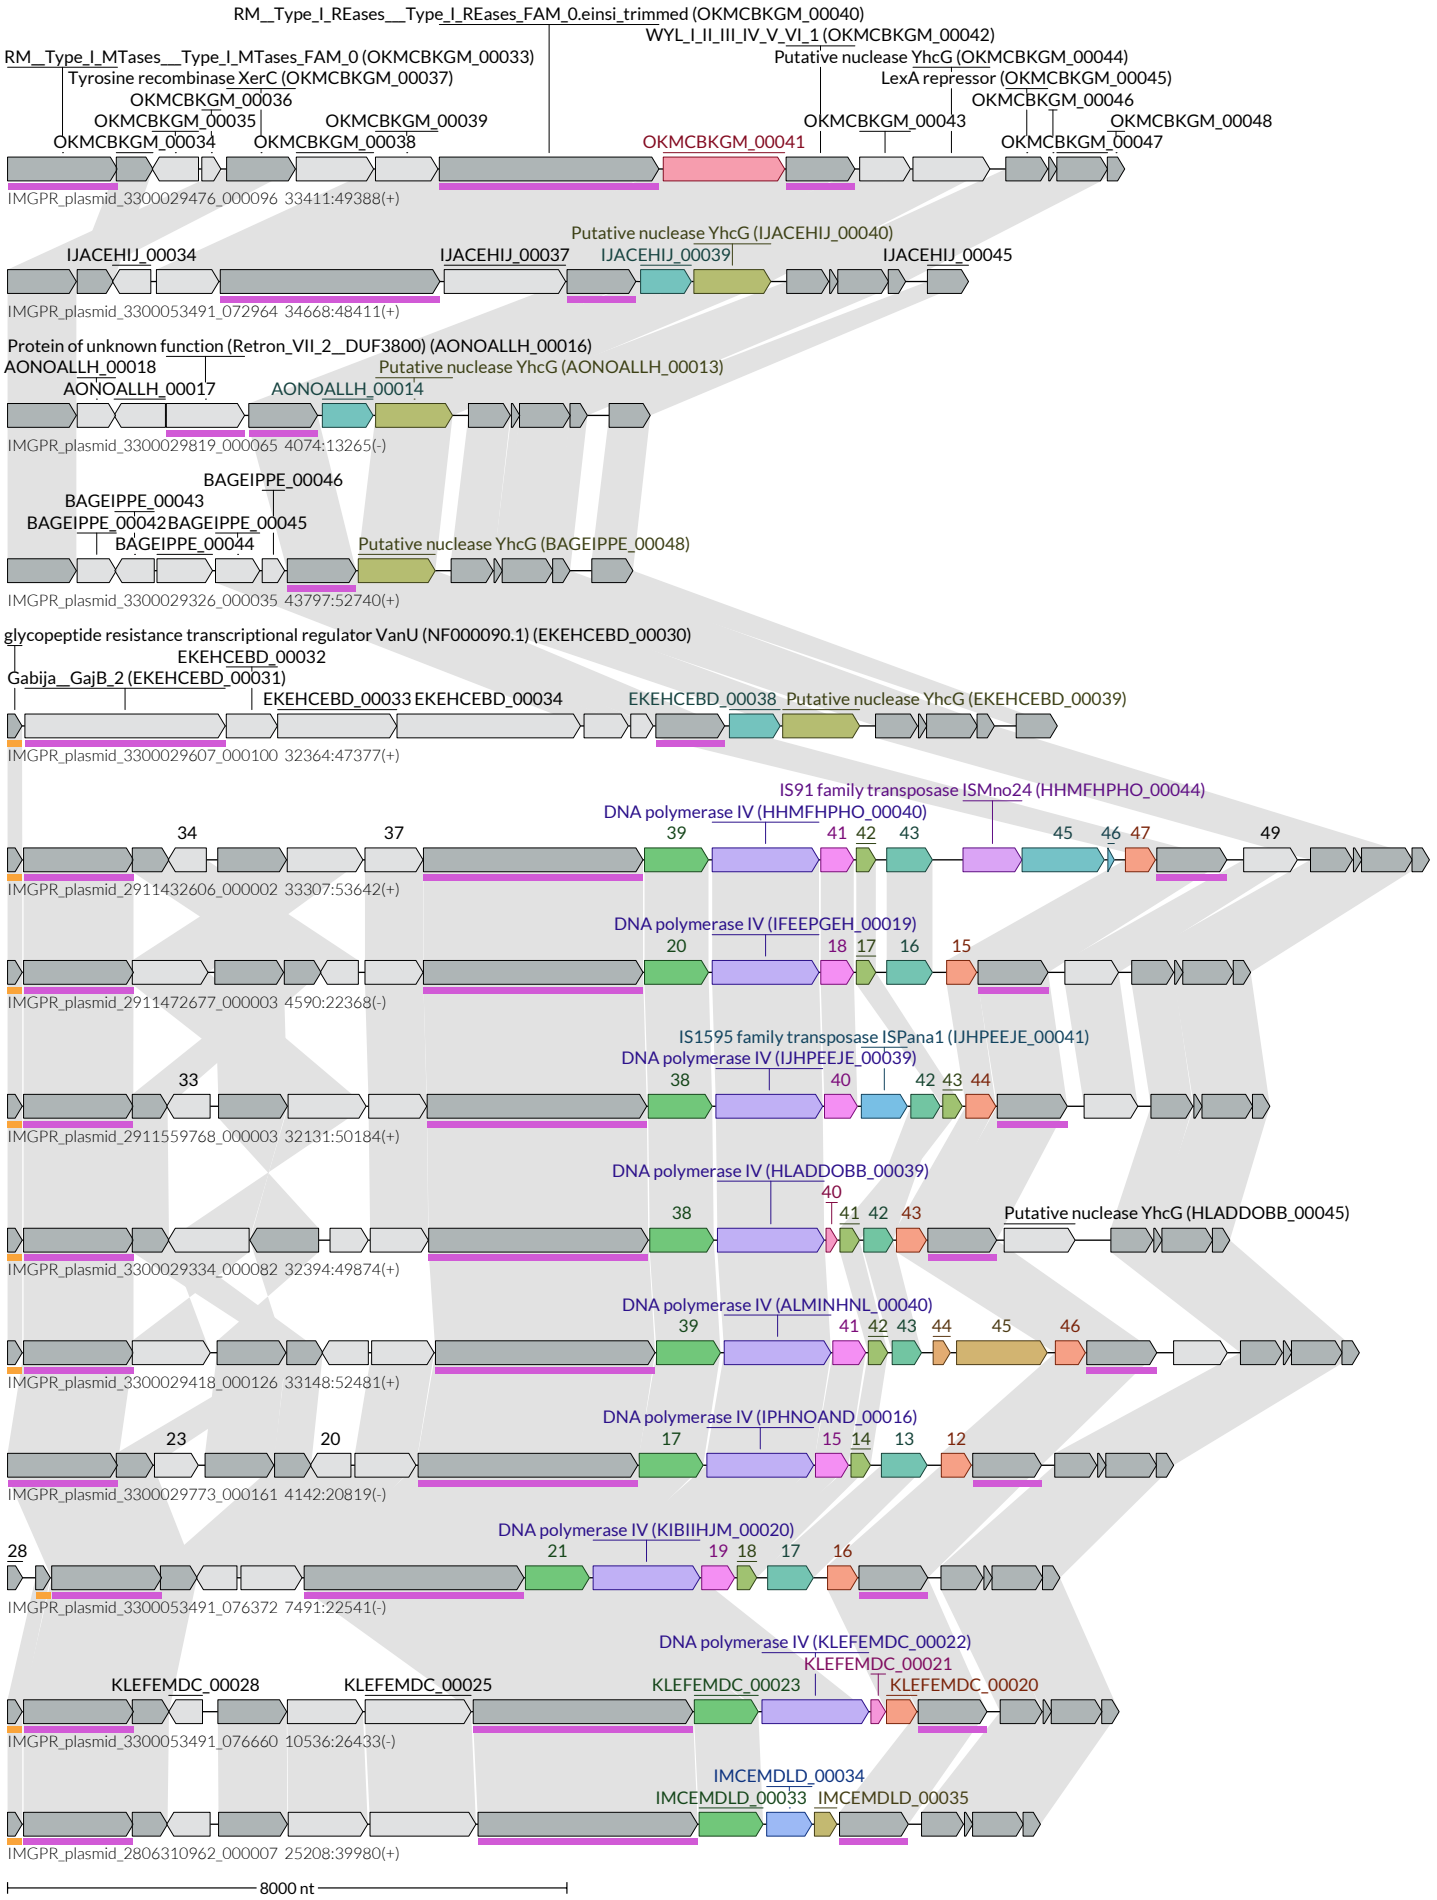 RM__Type_I_REases___Type_I_REases_FAM_0.einsi_trimmed (OKMCBKGM_00040)
WYL_I_II_III_IV_V_VI_1 (OKMCBKGM_00042)
RM__Type_I_MTases___Type_I_MTases_FAM_0 (OKMCBKGM_00033)
Putative nuclease YhcG (OKMCBKGM_00044)
Tyrosine recombinase XerC (OKMCBKGM_00037)
LexA repressor (OKMCBKGM_00045)
OKMCBKGM_00036
OKMCBKGM_00046
OKMCBKGM_00035
OKMCBKGM_00039
OKMCBKGM_00043
OKMCBKGM_00048
OKMCBKGM_00034
OKMCBKGM_00038
OKMCBKGM_00041
OKMCBKGM_00047
IMGPR_plasmid_3300029476_000096 33411:49388(+)
Putative nuclease YhcG (IJACEHIJ_00040)
IJACEHIJ_00034
IJACEHIJ_00037
IJACEHIJ_00039
IJACEHIJ_00045
IMGPR_plasmid_3300053491_072964 34668:48411(+)
Protein of unknown function (Retron_VII_2__DUF3800) (AONOALLH_00016)
AONOALLH_00018
Putative nuclease YhcG (AONOALLH_00013)
AONOALLH_00017
AONOALLH_00014
IMGPR_plasmid_3300029819_000065 4074:13265(-)
BAGEIPPE_00046
BAGEIPPE_00043
BAGEIPPE_00042
BAGEIPPE_00045
BAGEIPPE_00044
Putative nuclease YhcG (BAGEIPPE_00048)
IMGPR_plasmid_3300029326_000035 43797:52740(+)
glycopeptide resistance transcriptional regulator VanU (NF000090.1) (EKEHCEBD_00030)
EKEHCEBD_00032
Gabija__GajB_2 (EKEHCEBD_00031)
EKEHCEBD_00033
EKEHCEBD_00034
EKEHCEBD_00038
Putative nuclease YhcG (EKEHCEBD_00039)
IMGPR_plasmid_3300029607_000100 32364:47377(+)
IS91 family transposase ISMno24 (HHMFHPHO_00044)
DNA polymerase IV (HHMFHPHO_00040)
34 37 39 41 42 43 45 46 47 49
IMGPR_plasmid_2911432606_000002 33307:53642(+)
DNA polymerase IV (IFEEPGEH_00019)
20 18 17 16 15
IMGPR_plasmid_2911472677_000003 4590:22368(-)
IS1595 family transposase ISPana1 (IJHPEEJE_00041)
DNA polymerase IV (IJHPEEJE_00039)
33 38 40 42 43 44
IMGPR_plasmid_2911559768_000003 32131:50184(+)
DNA polymerase IV (HLADDOBB_00039)
40
38 41 42 43 Putative nuclease YhcG (HLADDOBB_00045)
IMGPR_plasmid_3300029334_000082 32394:49874(+)
DNA polymerase IV (ALMINHNL_00040)
39 41 42 43 44 45 46
IMGPR_plasmid_3300029418_000126 33148:52481(+)
DNA polymerase IV (IPHNOAND_00016)
23 20 17 15 14 13 12
IMGPR_plasmid_3300029773_000161 4142:20819(-)
DNA polymerase IV (KIBIIHJM_00020)
28 21 19 18 17 16
IMGPR_plasmid_3300053491_076372 7491:22541(-)
DNA polymerase IV (KLEFEMDC_00022)
KLEFEMDC_00021
KLEFEMDC_00028
KLEFEMDC_00025
KLEFEMDC_00023
KLEFEMDC_00020
IMGPR_plasmid_3300053491_076660 10536:26433(-)
IMCEMDLD_00034
IMCEMDLD_00033
IMCEMDLD_00035
IMGPR_plasmid_2806310962_000007 25208:39980(+)
8000 nt